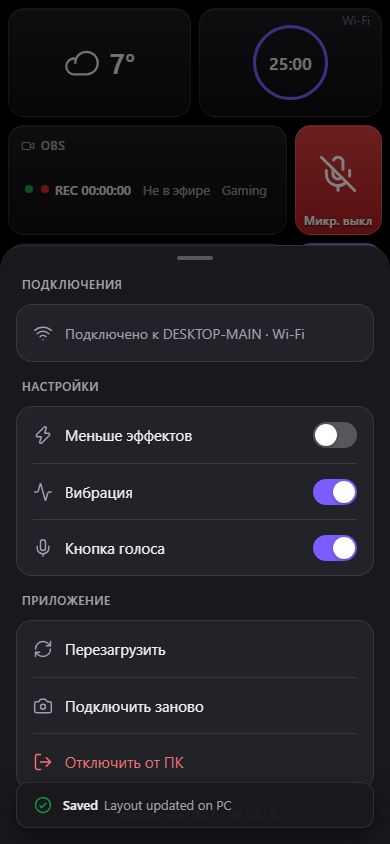 Wi-Fi
7°
25:00
OBS
REC 00:00:00 Не в эфире Gaming
Микр. выкл
ПОДКЛЮЧЕНИЯ
Подключено к DESKTOP-MAIN · Wi-Fi
НАСТРОЙКИ
Меньше эффектов
Вибрация
Кнопка голоса
ПРИЛОЖЕНИЕ
Перезагрузить
Подключить заново
Отключить от ПК
Saved Layout updated on PC